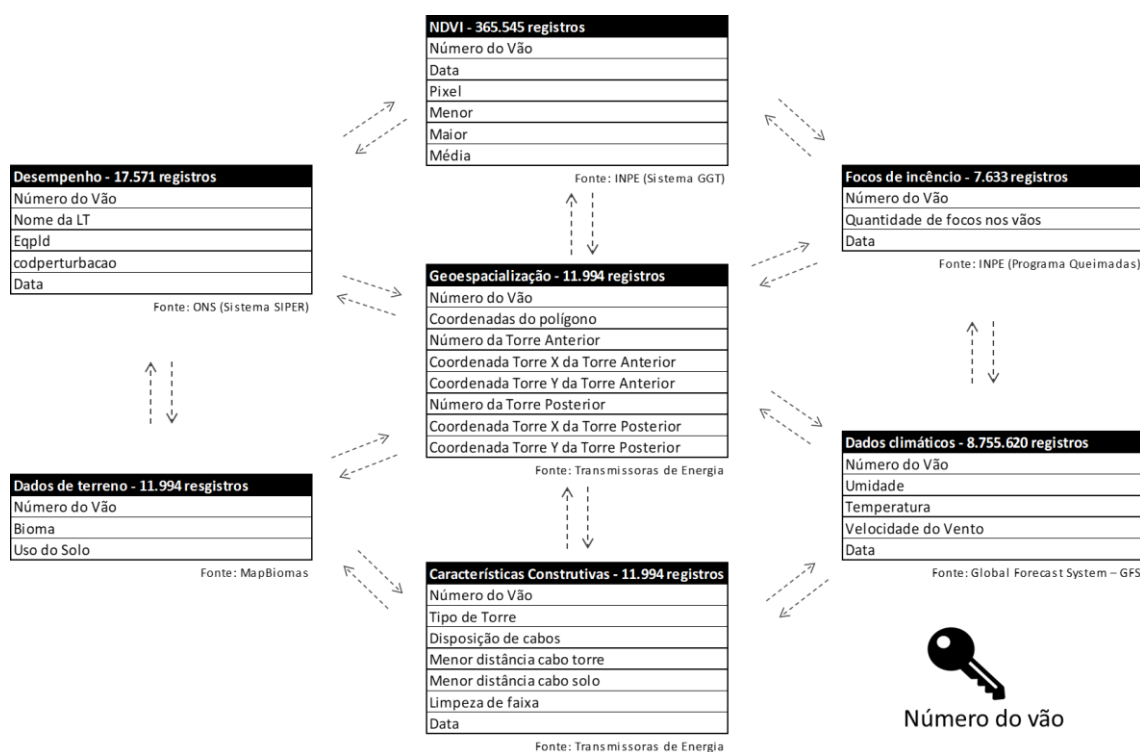 NDVI - 365.545 registros
Número do Vão
Data
Pixel
Menor
Maior
Média
Fonte: INPE (Sistema GGT)
Desempenho - 17.571 registros
Número do Vão
Nome da LT
EqpId
codperturbacao
Data
Fonte: ONS (Sistema SIPER)
Focos de incêncio - 7.633 registros
Número do Vão
Quantidade de focos nos vãos
Data
Fonte: INPE (Programa Queimadas)
Geoespacialização - 11.994 registros
Número do Vão
Coordenadas do polígono
Número da Torre Anterior
Coordenada Torre X da Torre Anterior
Coordenada Torre Y da Torre Anterior
Número da Torre Posterior
Coordenada Torre X da Torre Posterior
Coordenada Torre Y da Torre Posterior
Fonte: Transmissoras de Energia
Dados de terreno - 11.994 resgistros
Número do Vão
Bioma
Uso do Solo
Fonte: MapBiomas
Dados climáticos - 8.755.620 registros
Número do Vão
Umidade
Temperatura
Velocidade do Vento
Data
Fonte: Global Forecast System – GFS
Características Construtivas - 11.994 registros
Número do Vão
Tipo de Torre
Disposição de cabos
Menor distância cabo torre
Menor distância cabo solo
Limpeza de faixa
Data
Fonte: Transmissoras de Energia
Número do vão